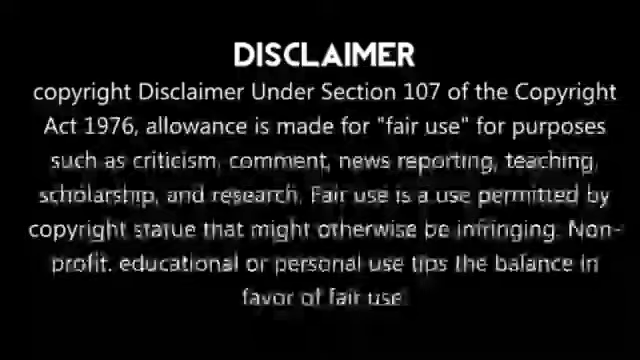 DISCLAIMER
copyright Disclaimer Under Section 107 of the Copyright
Act 1976, allowance is made for "fair use" for purposes
such as criticism, comment, news reporting, teaching,
scholarship, and research. Fair use is a use permitted by
copyright statue that might otherwise be infringing. Non-
profit. educational or personal use tips the balance in
favor of fair use